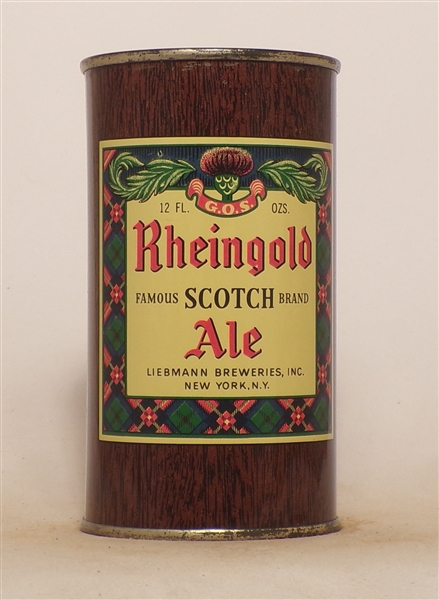 G.O.S.
12 FL. OZS.
Rheingold
FAMOUS SCOTCH BRAND
Ale
LIEBMANN BREWERIES, INC.
NEW YORK, N.Y.